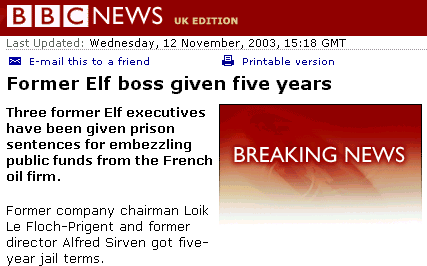 BBC NEWS UK EDITION
Last Updated: Wednesday, 12 November, 2003, 15:18 GMT
E-mail this to a friend Printable version
Former Elf boss given five years
Three former Elf executives
have been given prison
sentences for embezzling
public funds from the French
oil firm.
BREAKING NEWS
Former company chairman Loik
Le Floch-Prigent and former
director Alfred Sirven got five-
year jail terms.